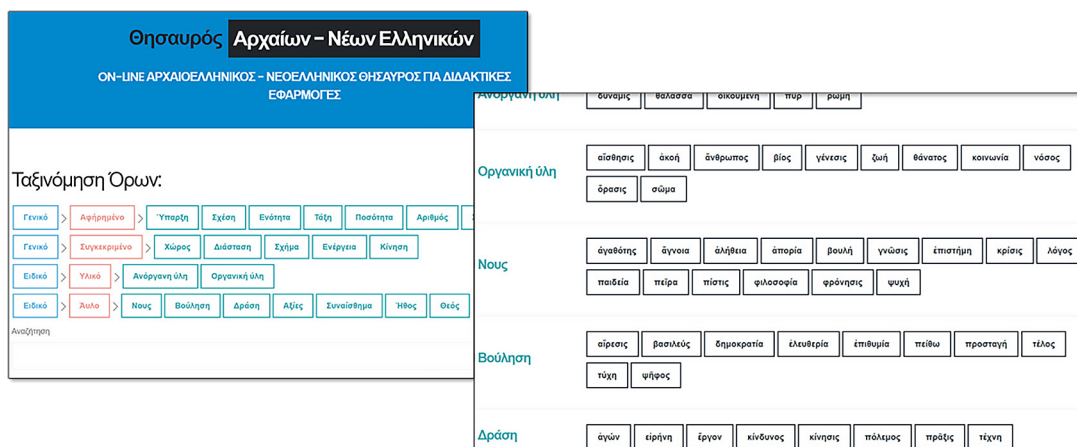 Θησαυρός Αρχαίων – Νέων Ελληνικών
ON-LINE ΑΡΧΑΙΟΕΛΛΗΝΙΚΟΣ – ΝΕΟΕΛΛΗΝΙΚΟΣ ΘΗΣΑΥΡΟΣ ΓΙΑ ΔΙΔΑΚΤΙΚΕΣ
ΕΦΑΡΜΟΓΕΣ
Ταξινόμηση Όρων:
Γενικό > Αφήρημένο > Ύπαρξη Σχέση Ενότητα Τάξη Ποσότητα Αριθμός
Γενικό > Συγκεκριμένο > Χώρος Διάσταση Σχήμα Ενέργεια Κίνηση
Ειδικό > Υλικό > Ανόργανη ύλη Οργανική ύλη
Ειδικό > Άυλο > Νους Βούληση Δράση Αξίες Συναίσθημα Ήθος Θεός
Αναζήτηση
Ανόργανη ύλη δύναμις θάλασσα οἰκουμένη πῦρ ῥώμη
Οργανική ύλη
αἴσθησις ἀκοή ἄνθρωπος βίος γένεσις ζωή θάνατος κοινωνία νόσος
ὅρασις σῶμα
Νους
ἀγαθότης ἄγνοια ἀλήθεια ἀπορία βουλή γνῶσις ἐπιστήμη κρίσις λόγος
παιδεία πεῖρα πίστις φιλοσοφία φρόνησις ψυχή
Βούληση
αἵρεσις βασιλεύς δημοκρατία ἐλευθερία ἐπιθυμία πείθω προσταγή τέλος
τύχη ψῆφος
Δράση ἀγών εἰρήνη ἔργον κίνδυνος κίνησις πόλεμος πρᾶξις τέχνη